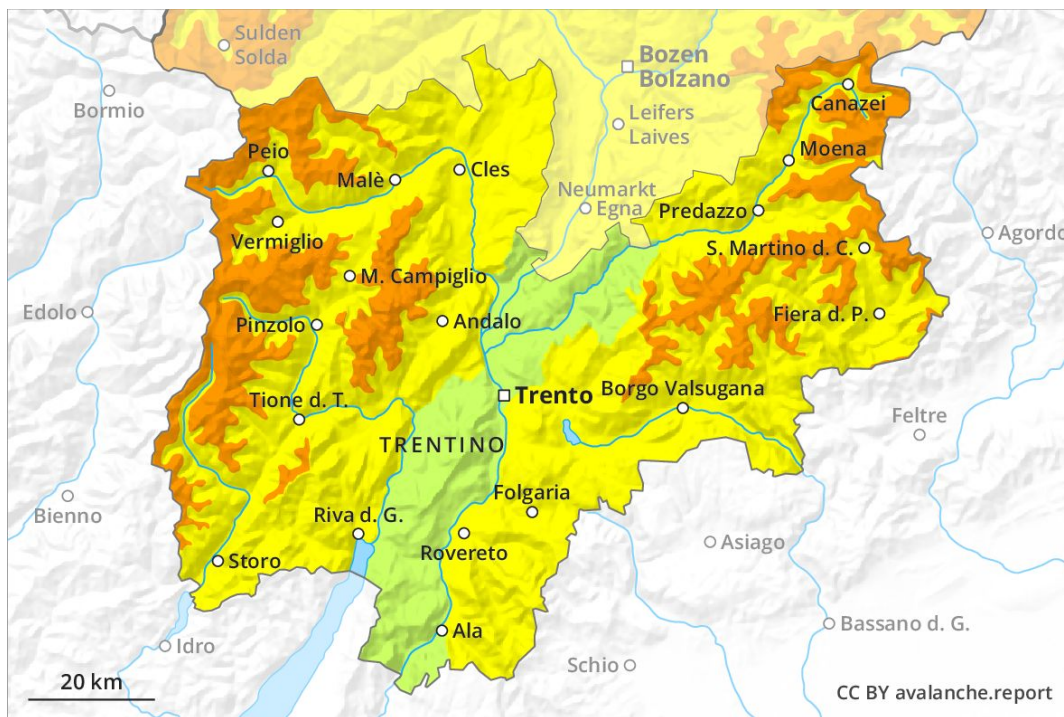 Sulden
Solda
Bozen
Bolzano
Bormio
Canazei
Leifers
Laives
Peio
Moena
Malè
Cles
Neumarkt
Egna
Predazzo
Vermiglio
Agordo
S. Martino d. C.
M. Campiglio
Edolo
Pinzolo
Andalo
Fiera d. P.
Trento
Borgo Valsugana
Tione d. T.
Feltre
TRENTINO
Folgaria
Bienno
Riva d. G.
Rovereto
Asiago
Storo
Bassano d. G.
Ala
Idro
Schio
20 km
CC BY avalanche.report